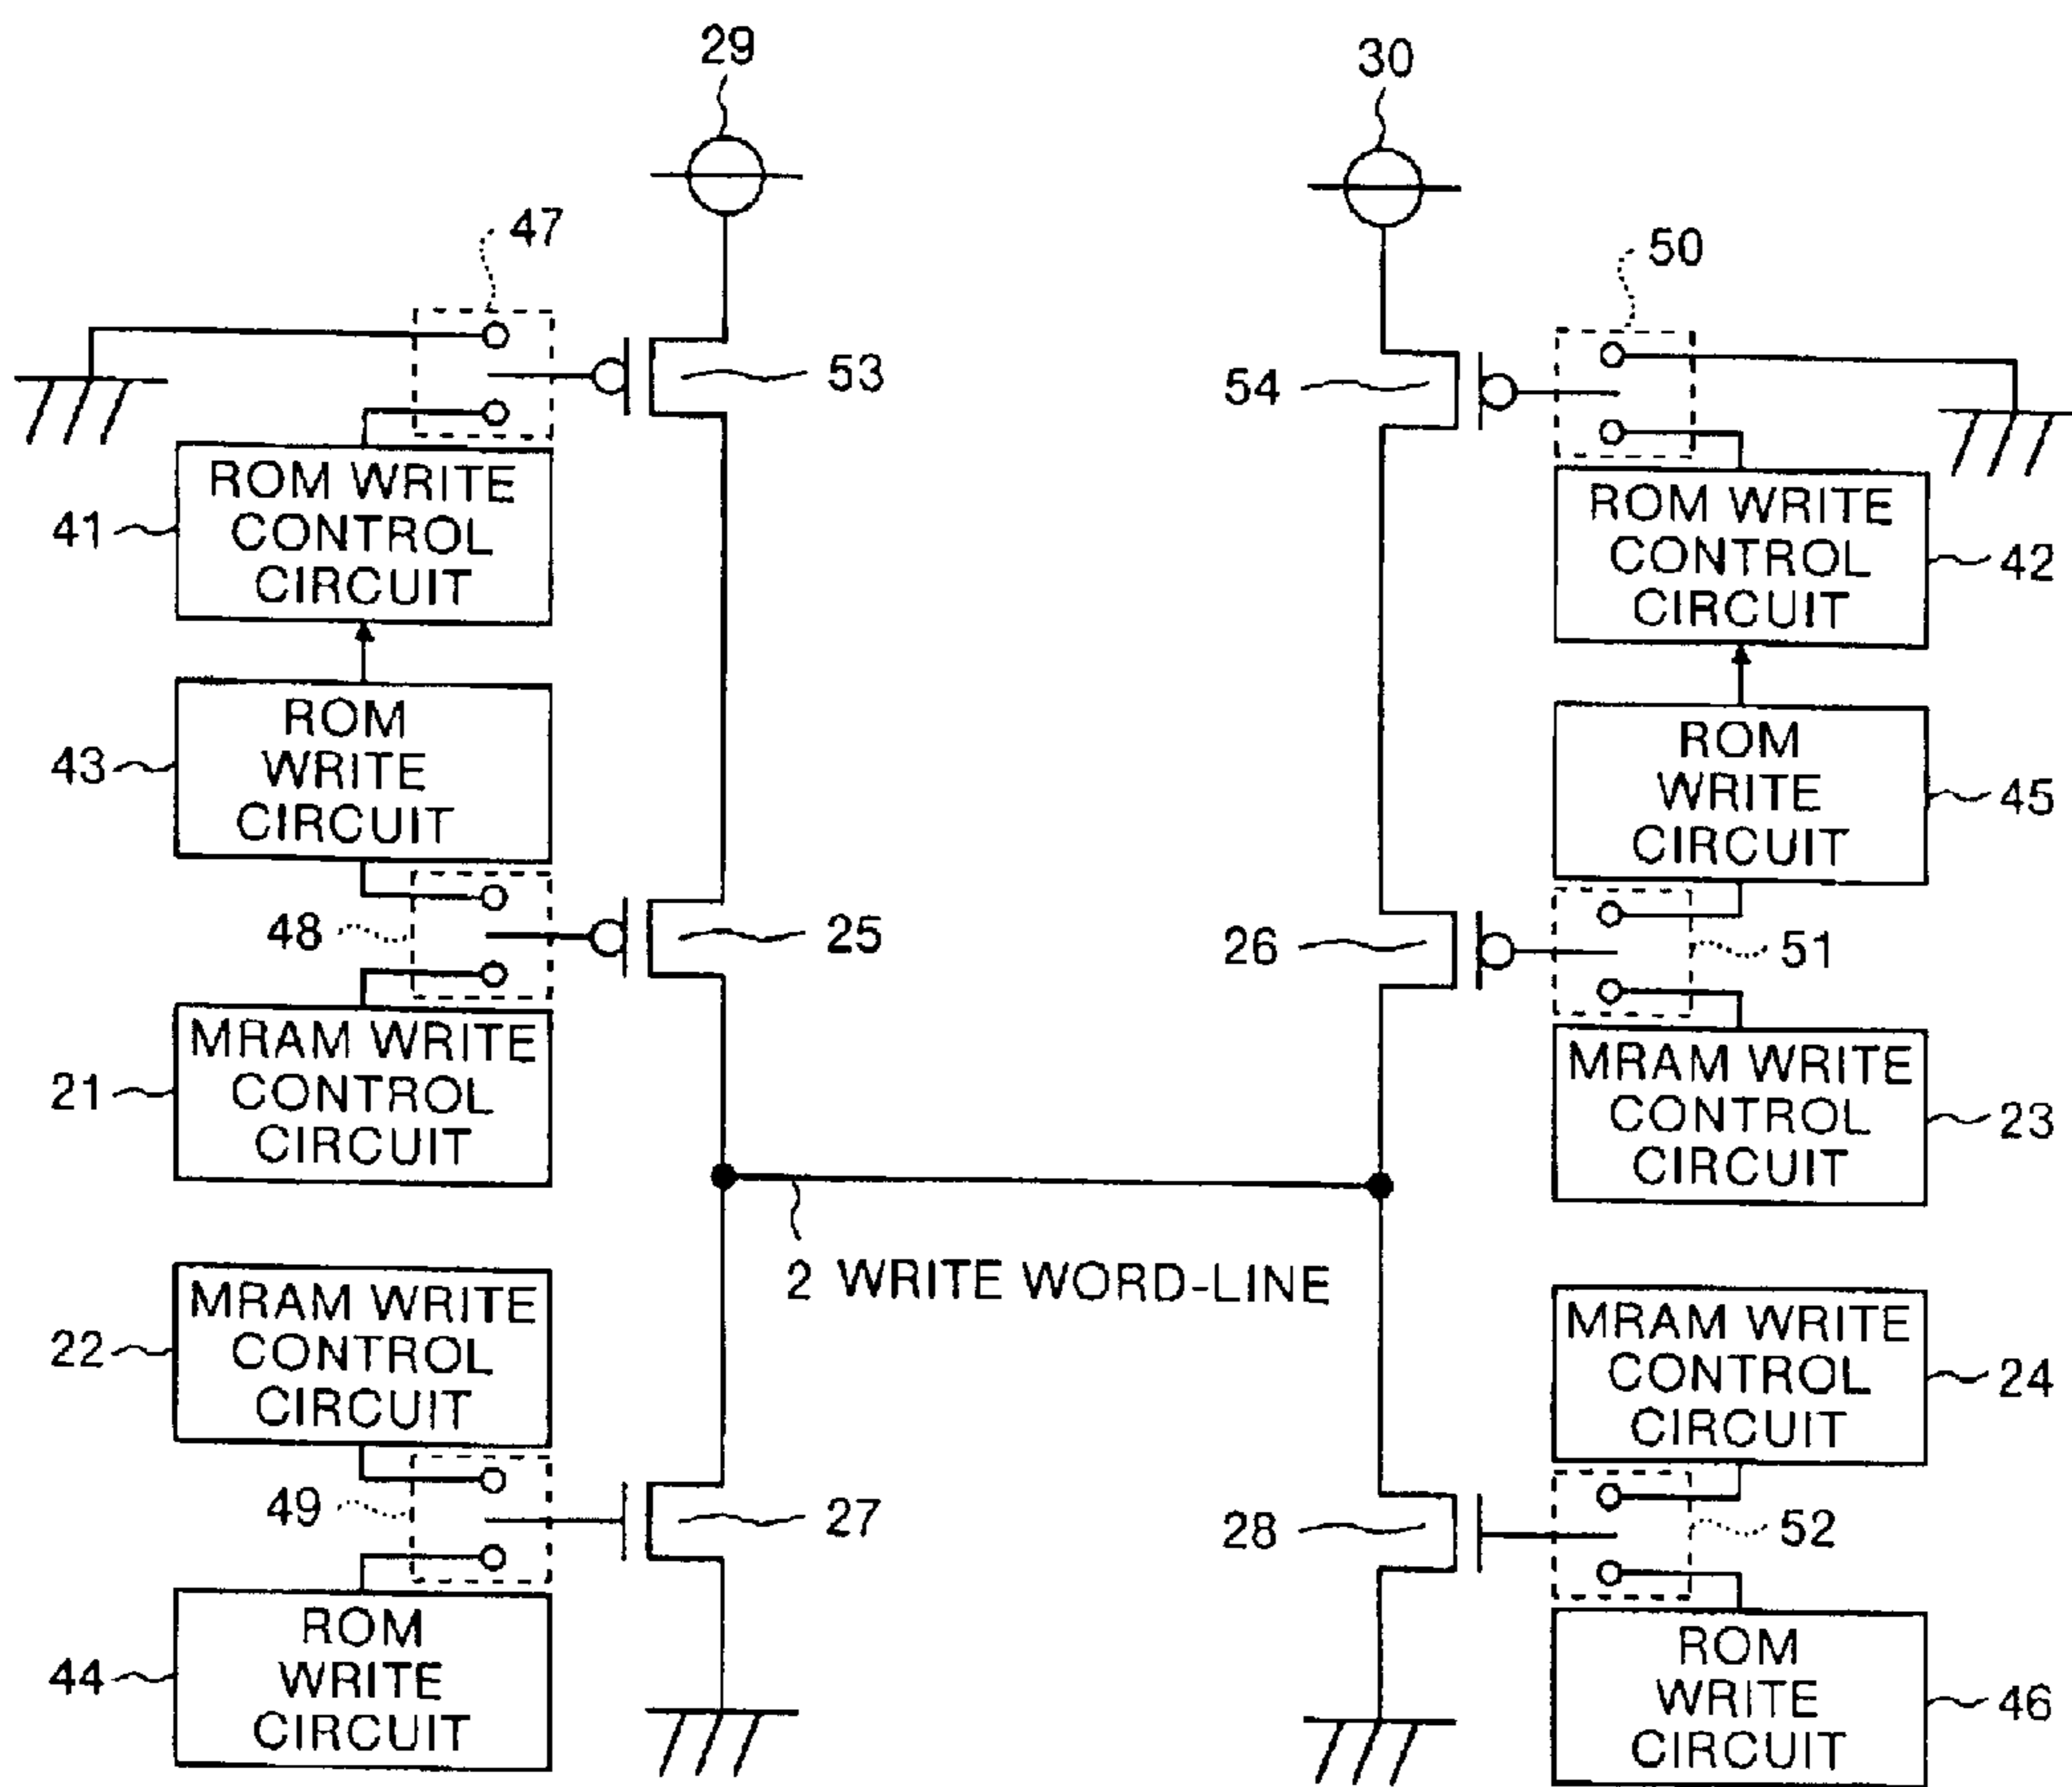 29
30
47
50
53
54
ROM WRITE
CONTROL
CIRCUIT
41
ROM WRITE
CONTROL
CIRCUIT
42
ROM
WRITE
CIRCUIT
43
ROM
WRITE
CIRCUIT
45
48
25
26
51
MRAM WRITE
CONTROL
CIRCUIT
21
MRAM WRITE
CONTROL
CIRCUIT
23
2 WRITE WORD-LINE
MRAM WRITE
CONTROL
CIRCUIT
22
MRAM WRITE
CONTROL
CIRCUIT
24
49
27
28
52
ROM
WRITE
CIRCUIT
44
ROM
WRITE
CIRCUIT
46